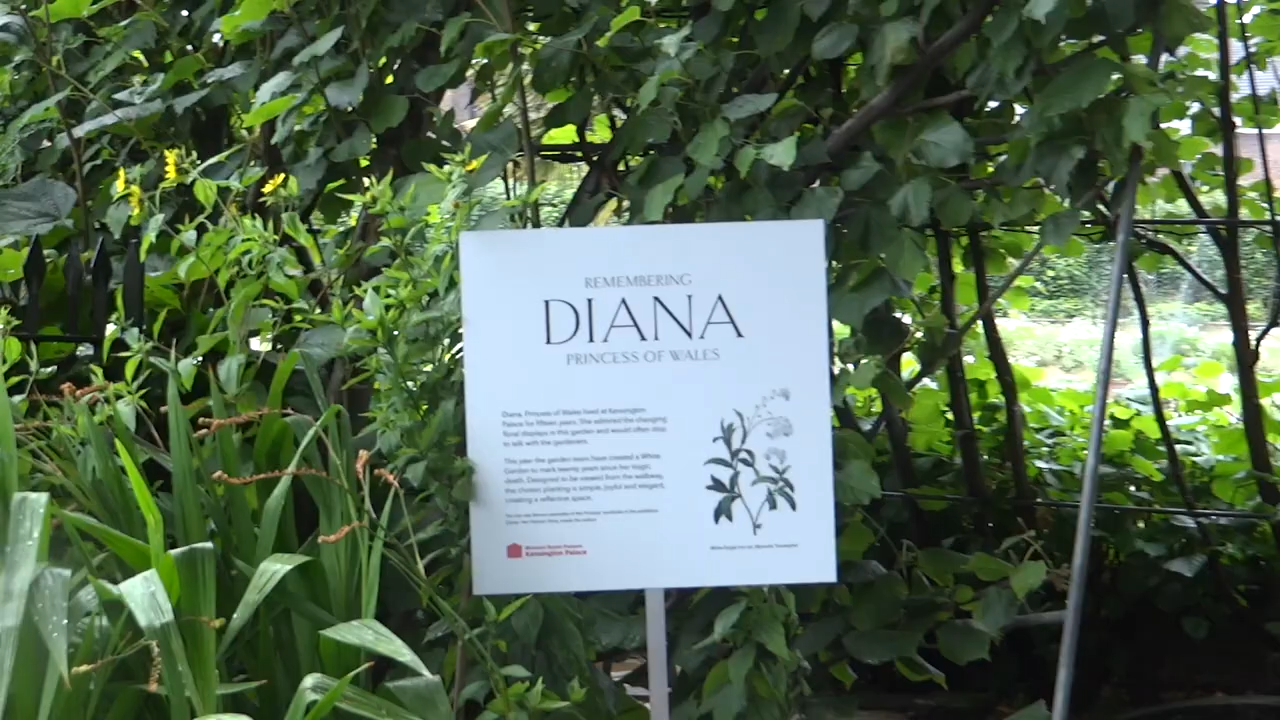 REMEMBERING
DIANA
PRINCESS OF WALES
Diana, Princess of Wales lived at Kensington
Palace for fifteen years. She admired the changing
floral displays in this garden and would often stop
to talk with the gardeners.
This year the garden team have created a White
Garden to mark twenty years since her tragic
death. Designed to be viewed from the walkway,
the chosen planting is simple, joyful and elegant,
creating a reflective space.
Historic Royal Palaces
Kensington Palace